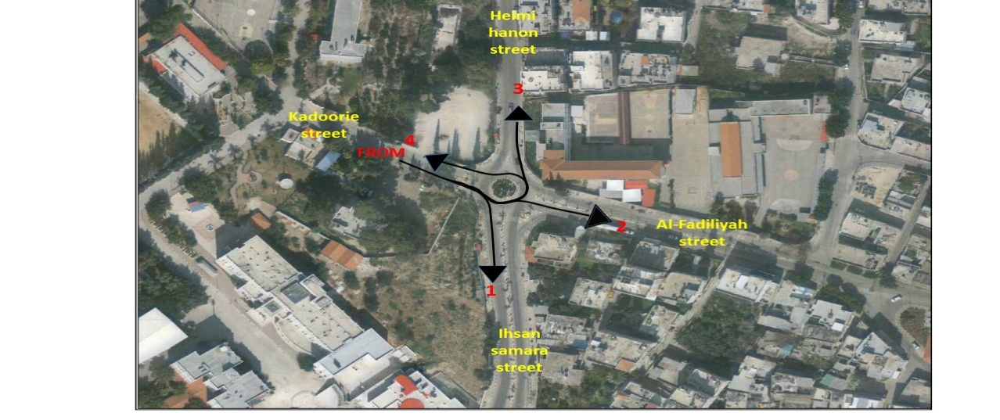 Helmi
hanon
street
3
Kadoorie
street
4
FROM
2
Al-Fadiliyah
street
1
Ihsan
samara
street